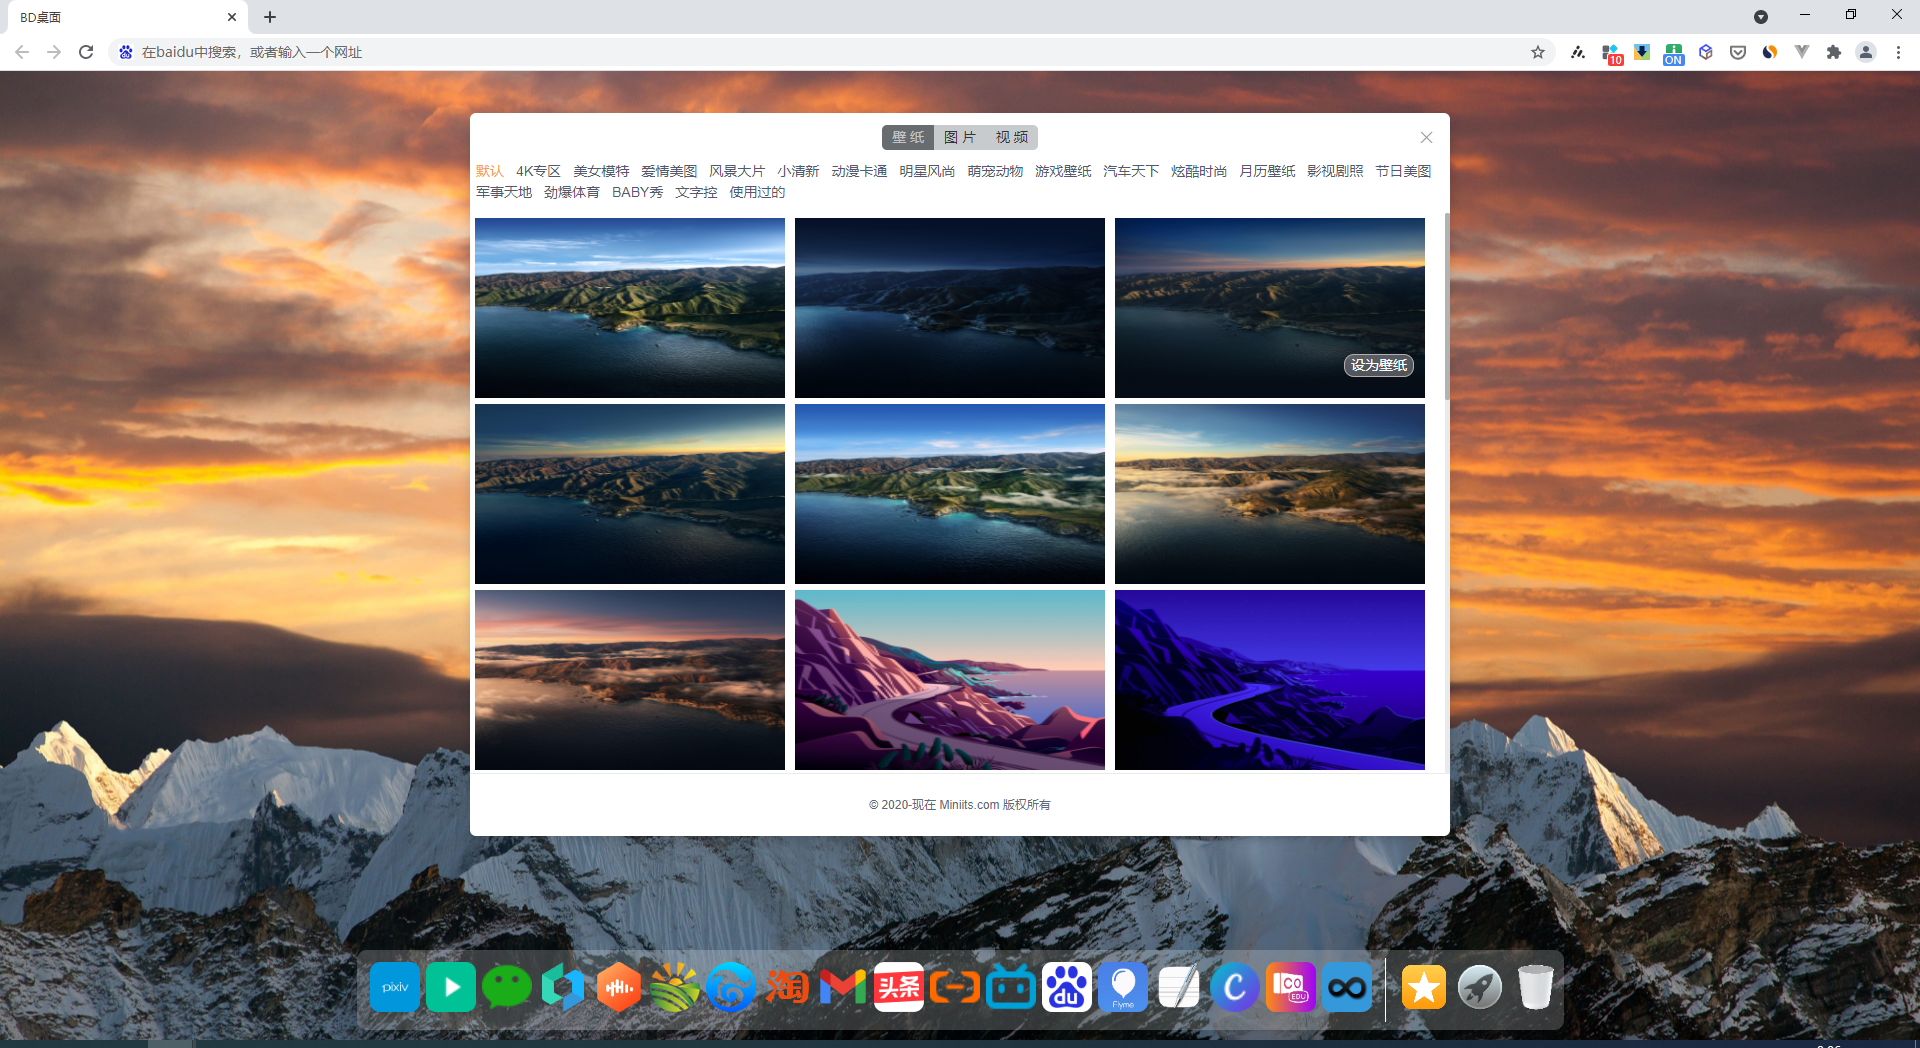 BD桌面
在baidu中搜索，或者输入一个网址
10
ON
壁纸 图片 视频
默认 4K专区 美女模特 爱情美图 风景大片 小清新 动漫卡通 明星风尚 萌宠动物 游戏壁纸 汽车天下 炫酷时尚 月历壁纸 影视剧照 节日美图
军事天地 劲爆体育 BABY秀 文字控 使用过的
设为壁纸
© 2020-现在 Miniits.com 版权所有
pixiv
淘
头条
du
Flyme
C
ICO
EDU